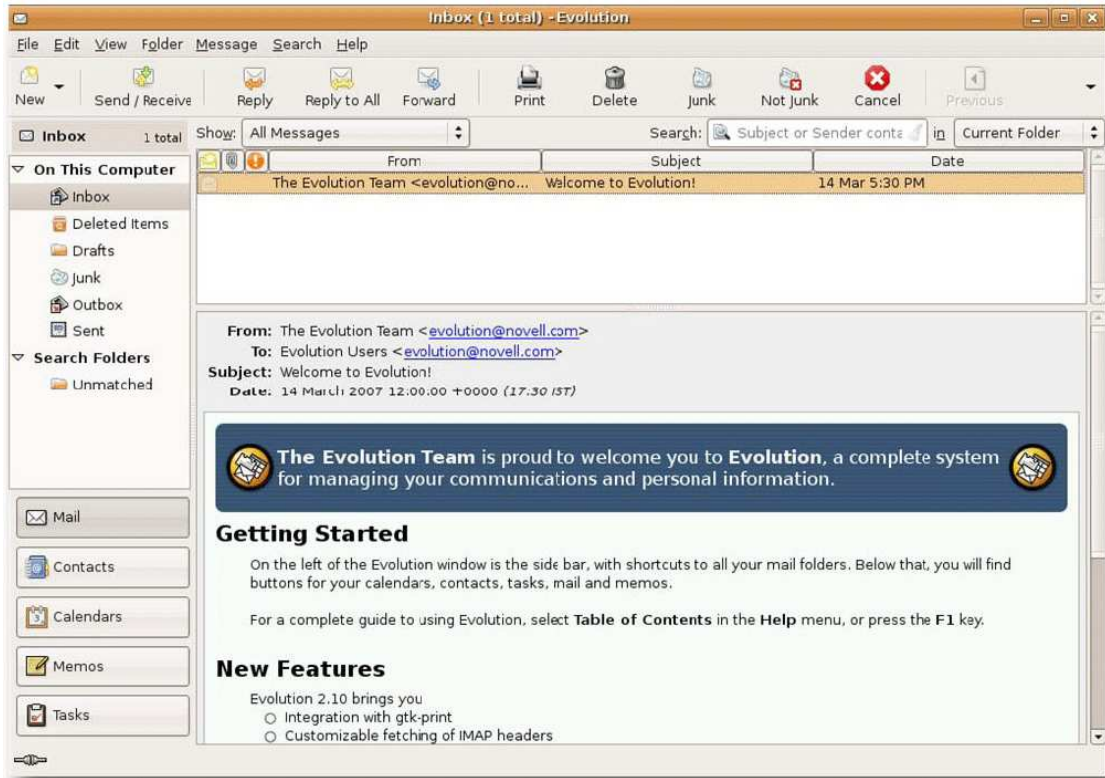 Inbox (1 total) - Evolution
File Edit View Folder Message Search Help
New Send / Receive Reply Reply to All Forward Print Delete Junk Not Junk Cancel Previous
Inbox 1 total
Show: All Messages Search: Subject or Sender conta in Current Folder
On This Computer
Inbox
Deleted Items
Drafts
Junk
Outbox
Sent
Search Folders
Unmatched
From Subject Date
The Evolution Team <evolution@no... Welcome to Evolution! 14 Mar 5:30 PM
From: The Evolution Team <evolution@novell.com>
To: Evolution Users <evolution@novell.com>
Subject: Welcome to Evolution!
Date: 14 March 2007 12:00:00 +0000 (17:30 IST)
The Evolution Team is proud to welcome you to Evolution, a complete system
for managing your communications and personal information.
Getting Started
On the left of the Evolution window is the side bar, with shortcuts to all your mail folders. Below that, you will find
buttons for your calendars, contacts, tasks, mail and memos.
For a complete guide to using Evolution, select Table of Contents in the Help menu, or press the F1 key.
New Features
Evolution 2.10 brings you
Integration with gtk-print
Customizable fetching of IMAP headers
Mail
Contacts
Calendars
Memos
Tasks